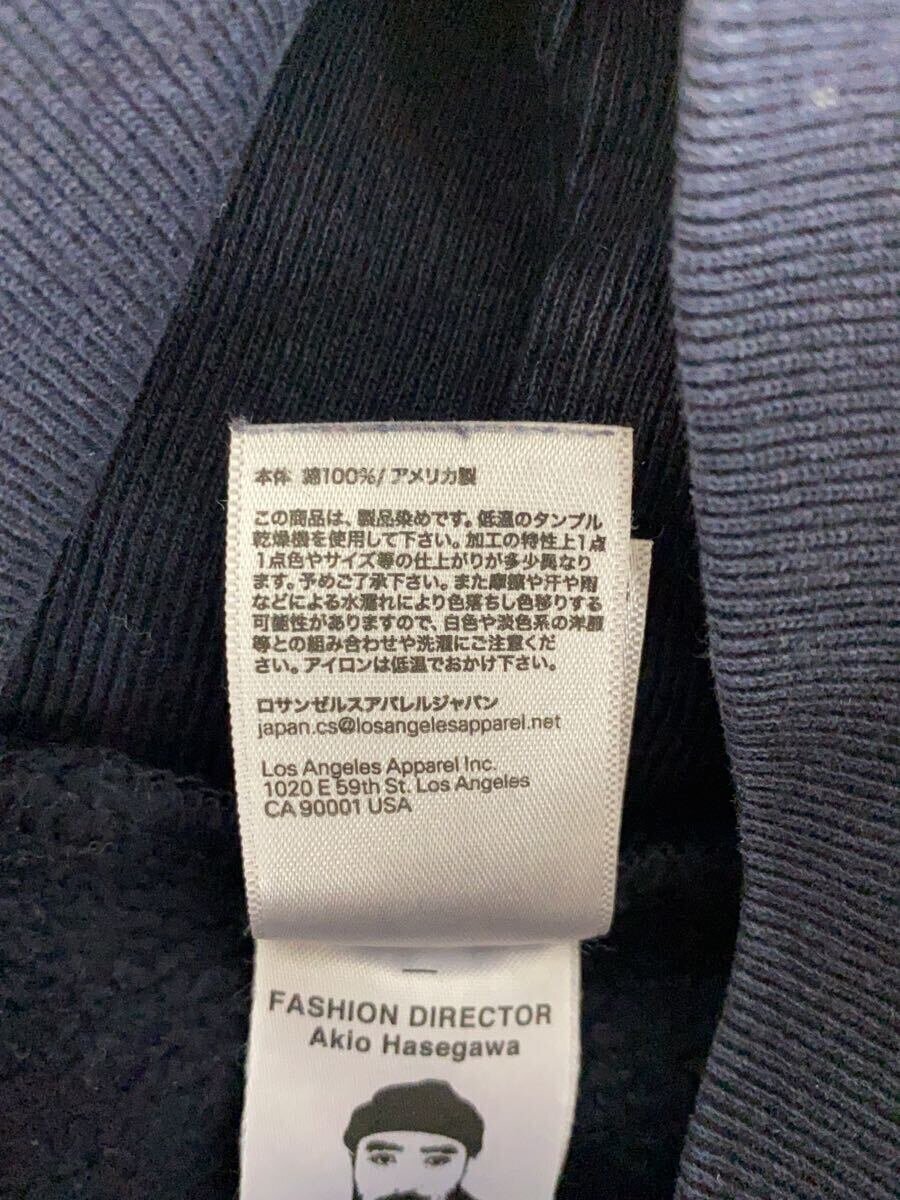 本体 綿100%/アメリカ製
この商品は、製品染めです。低温のタンブル
乾燥機を使用して下さい。加工の特性上1点
1点色やサイズ等の仕上がりが多少異なり
ます。予めご了承下さい。また摩擦や汗や雨
などによる水濡れにより色落ちし色移りする
可能性がありますので、白色や淡色系の洋服
等との組み合わせや洗濯にご注意くだ
さい。アイロンは低温でおかけ下さい。
ロサンゼルスアパレルジャパン
japan.cs@losangelesapparel.net
Los Angeles Apparel Inc.
1020 E 59th St. Los Angeles
CA 90001 USA
FASHION DIRECTOR
Akio Hasegawa